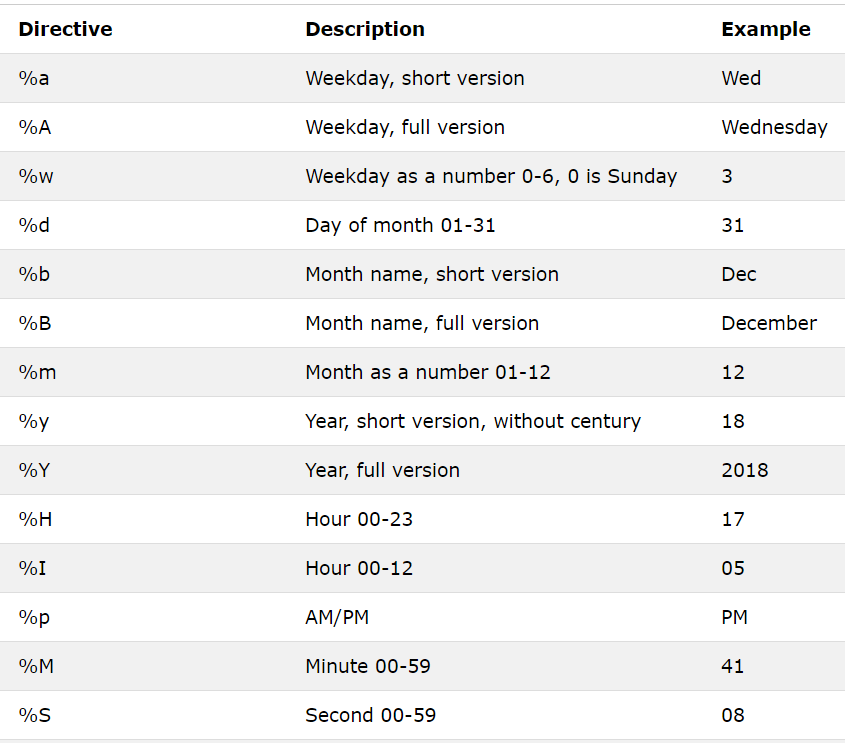 Directive Description Example
%a Weekday, short version Wed
%A Weekday, full version Wednesday
%w Weekday as a number 0-6, 0 is Sunday 3
%d Day of month 01-31 31
%b Month name, short version Dec
%B Month name, full version December
%m Month as a number 01-12 12
%y Year, short version, without century 18
%Y Year, full version 2018
%H Hour 00-23 17
%I Hour 00-12 05
%p AM/PM PM
%M Minute 00-59 41
%S Second 00-59 08